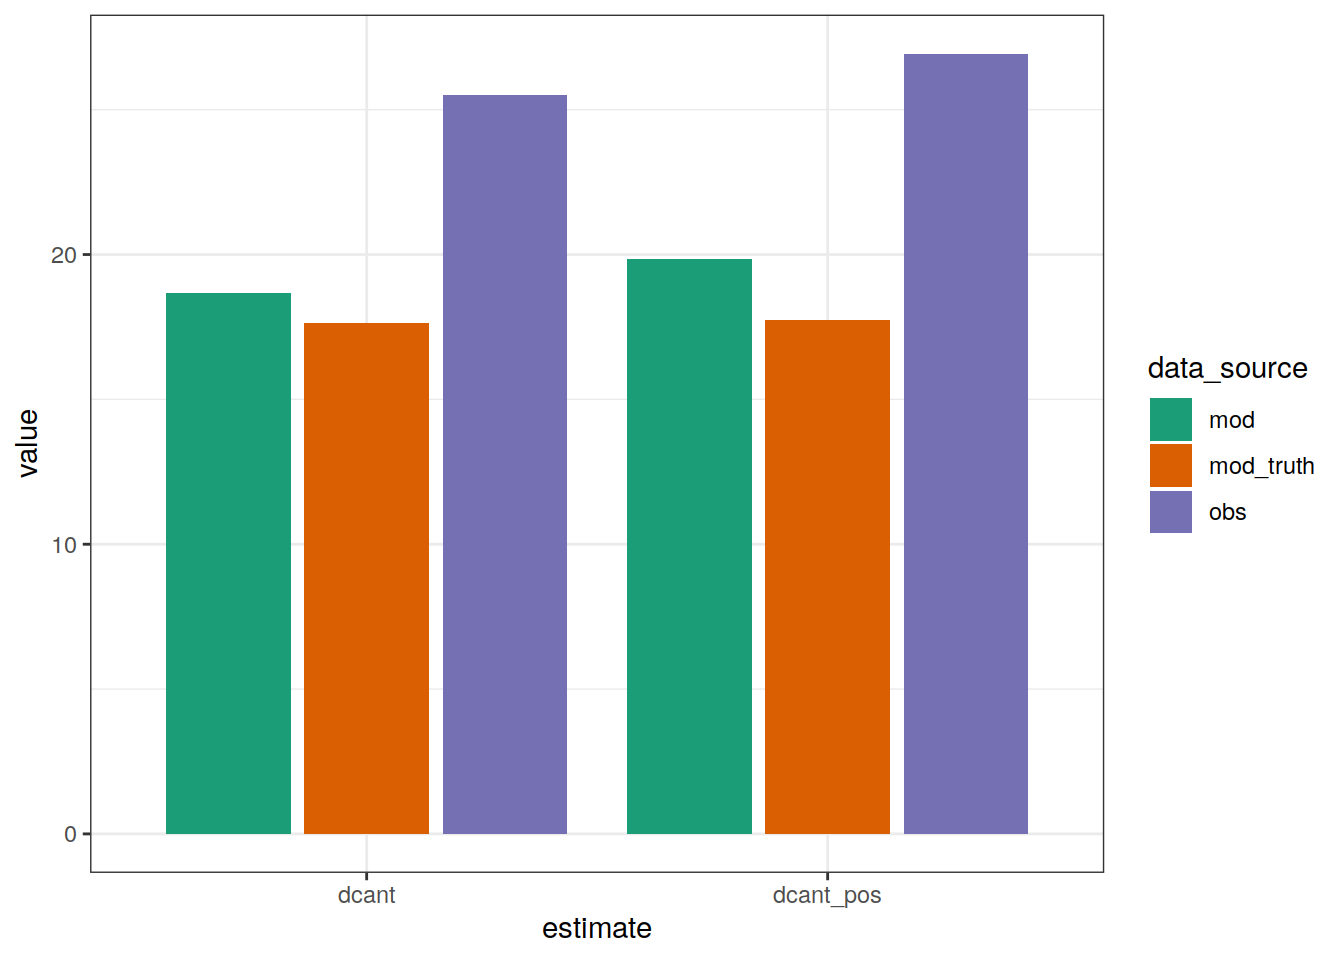 value
20
10
0
dcant
dcant_pos
estimate
data_source
mod
mod_truth
obs